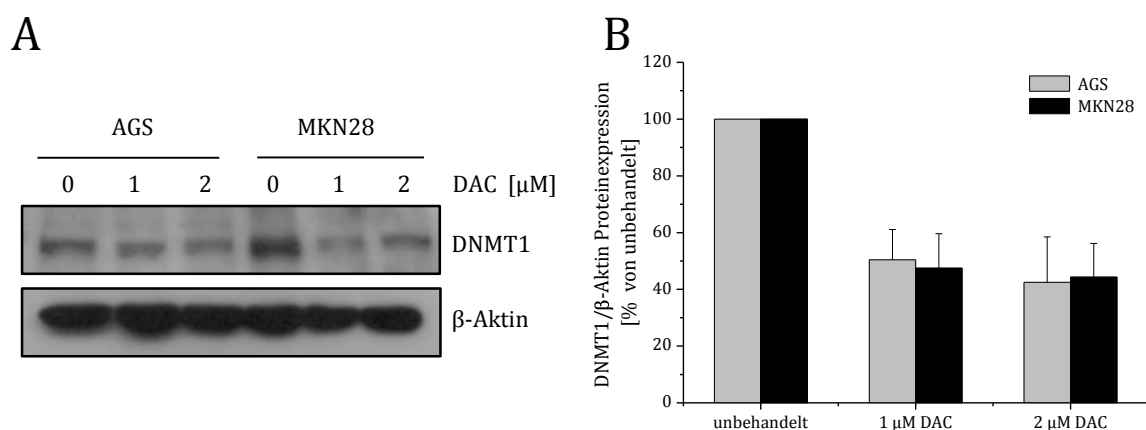 A
AGS MKN28
0 1 2 0 1 2 DAC [µM]
DNMT1
β-Aktin
B
DNMT1/β-Aktin Proteinexpression
[% von unbehandelt]
120
100
80
60
40
20
0
AGS
MKN28
unbehandelt 1 µM DAC 2 µM DAC